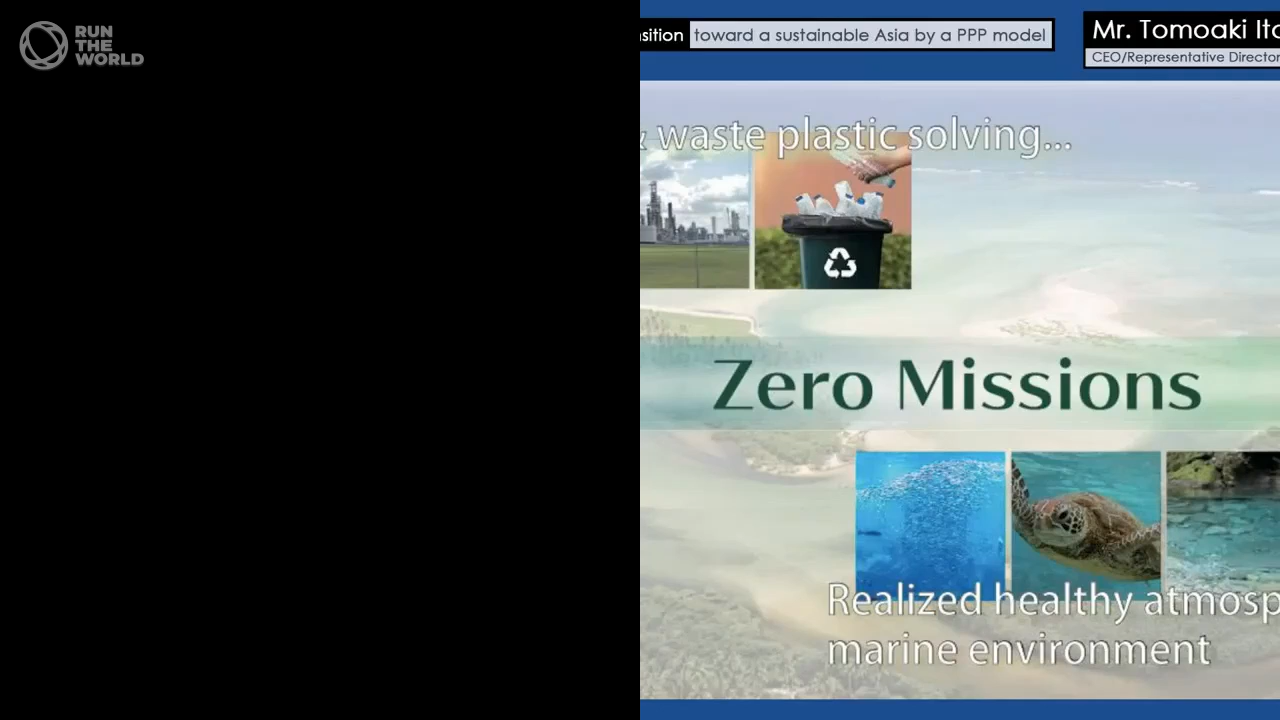 RUN
THE
WORLD
sition toward a sustainable Asia by a PPP model
Mr. Tomoaki Ito
CEO/Representative Director
& waste plastic solving...
Zero Missions
Realized healthy atmosp
marine environment